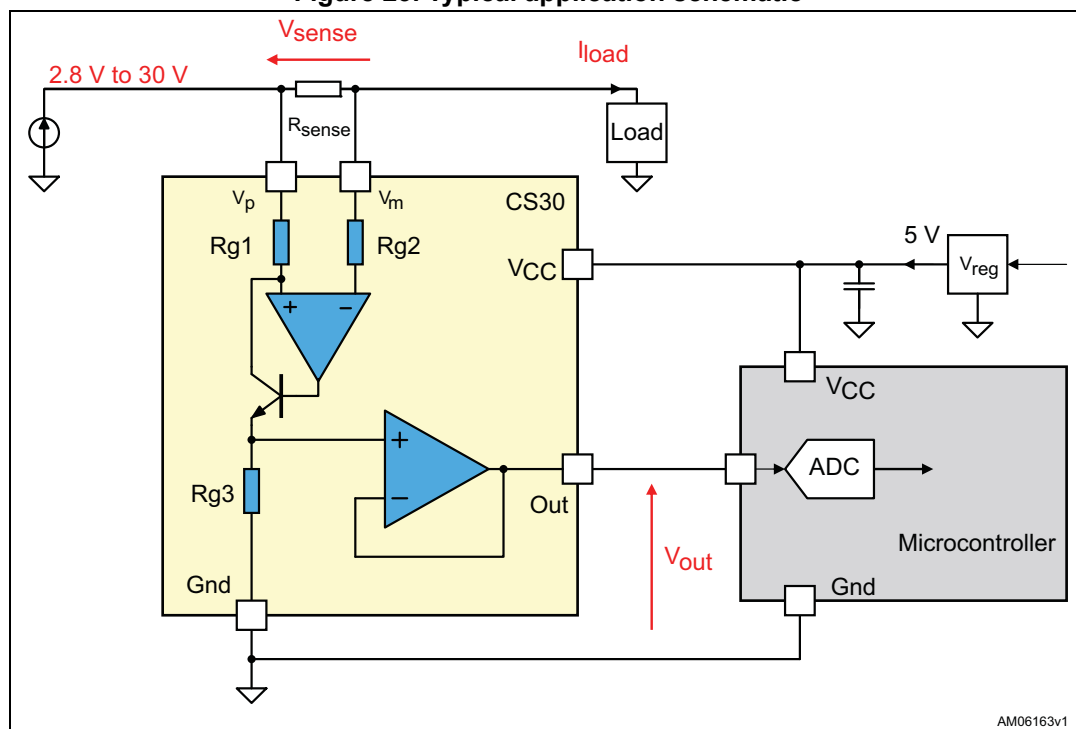 Vsense
Iload
2.8 V to 30 V
Rsense
Load
Vp
Vm
CS30
Rg1
Rg2
5 V
Vreg
VCC
+
−
VCC
+
ADC
Rg3
−
Out
Microcontroller
Vout
Gnd
Gnd
AM06163v1